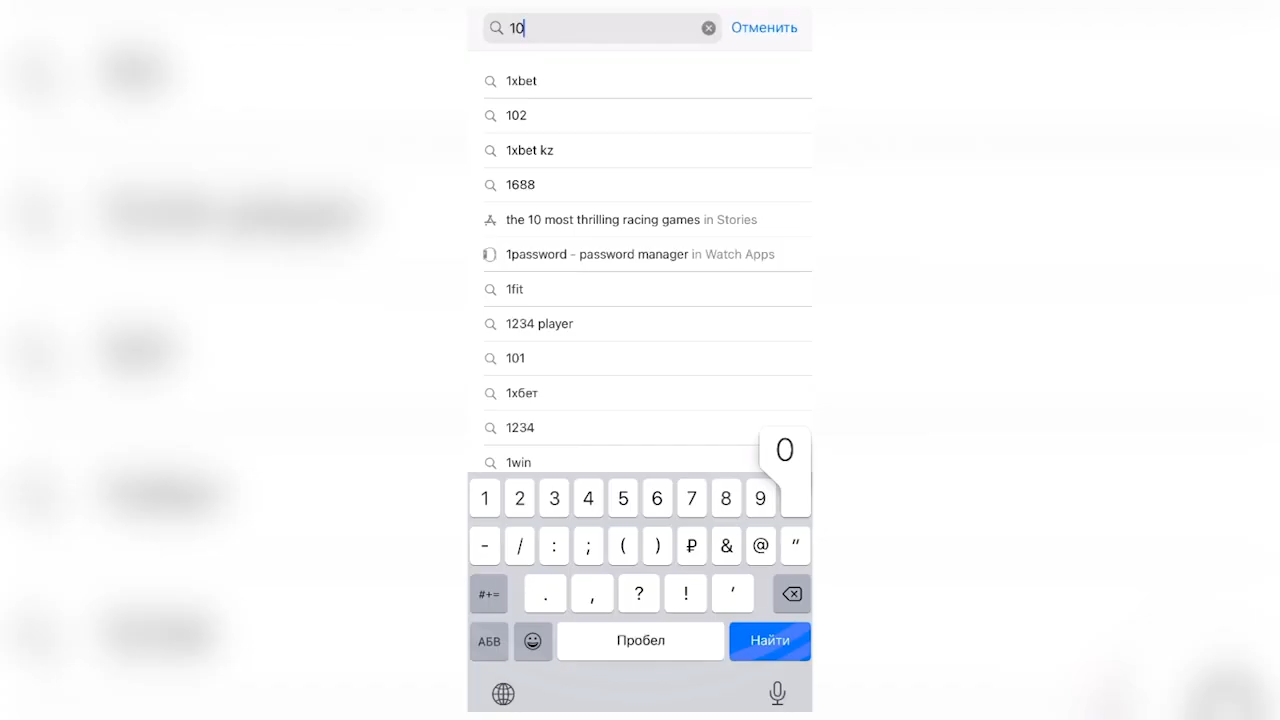 10
Отменить
1xbet
102
1xbet kz
1688
the 10 most thrilling racing games in Stories
1password - password manager in Watch Apps
1fit
1234 player
101
1хбет
1234
1win
0
1 2 3 4 5 6 7 8 9
- / : ; ( ) ₽ & @ "
#+= . , ? ! '
АБВ Пробел Найти